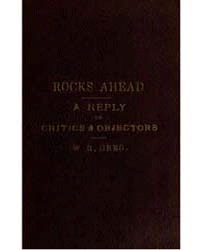 ROCKS AHEAD
A REPLY
TO
CRITICS & OBJECTORS
W. R. GREG.